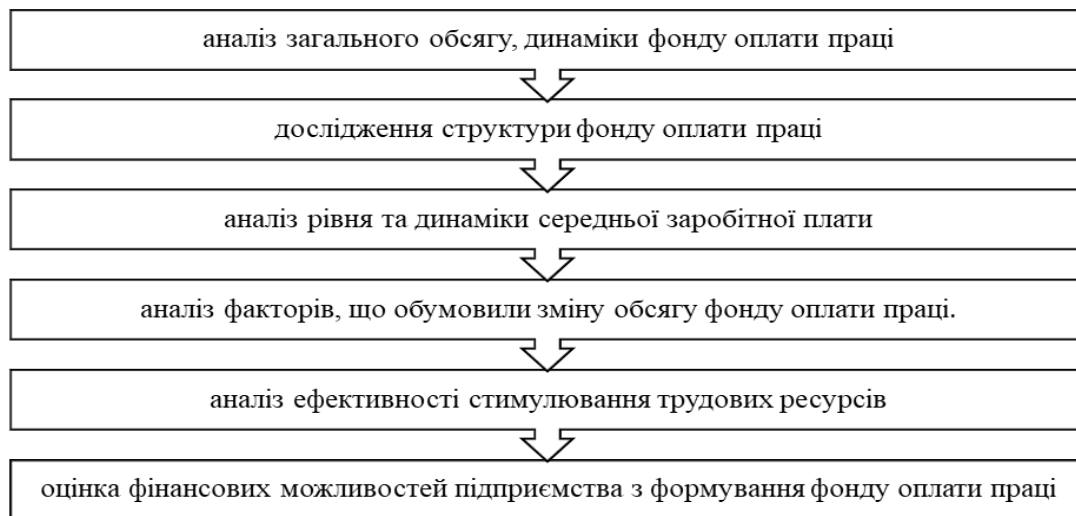 аналіз загального обсягу, динаміки фонду оплати праці
дослідження структури фонду оплати праці
аналіз рівня та динаміки середньої заробітної плати
аналіз факторів, що обумовили зміну обсягу фонду оплати праці.
аналіз ефективності стимулювання трудових ресурсів
оцінка фінансових можливостей підприємства з формування фонду оплати праці